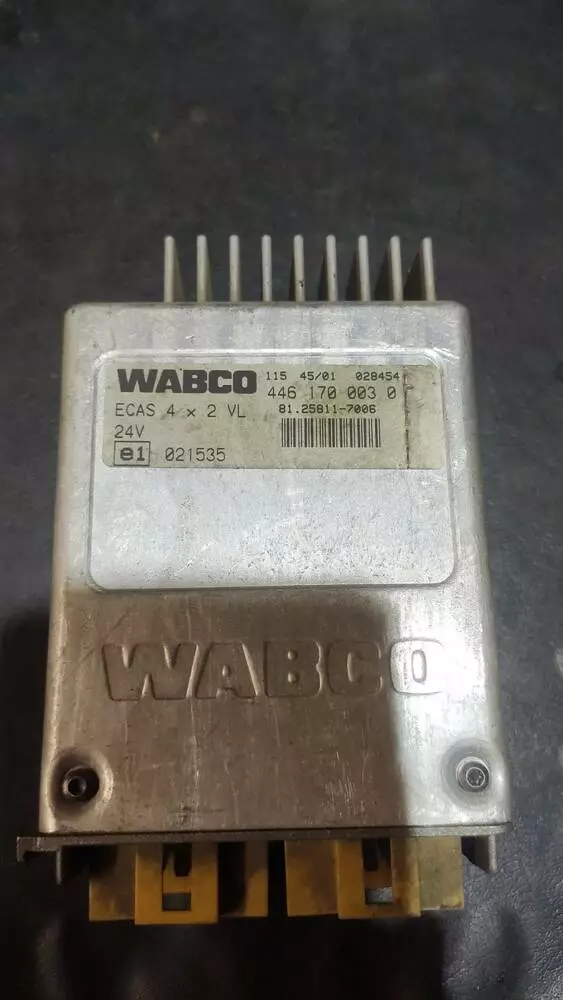 WABCO 115 45/01 028454
446 170 003 0
ECAS 4 x 2 VL 81.25811-7006
24V
e1 021535
WABCO